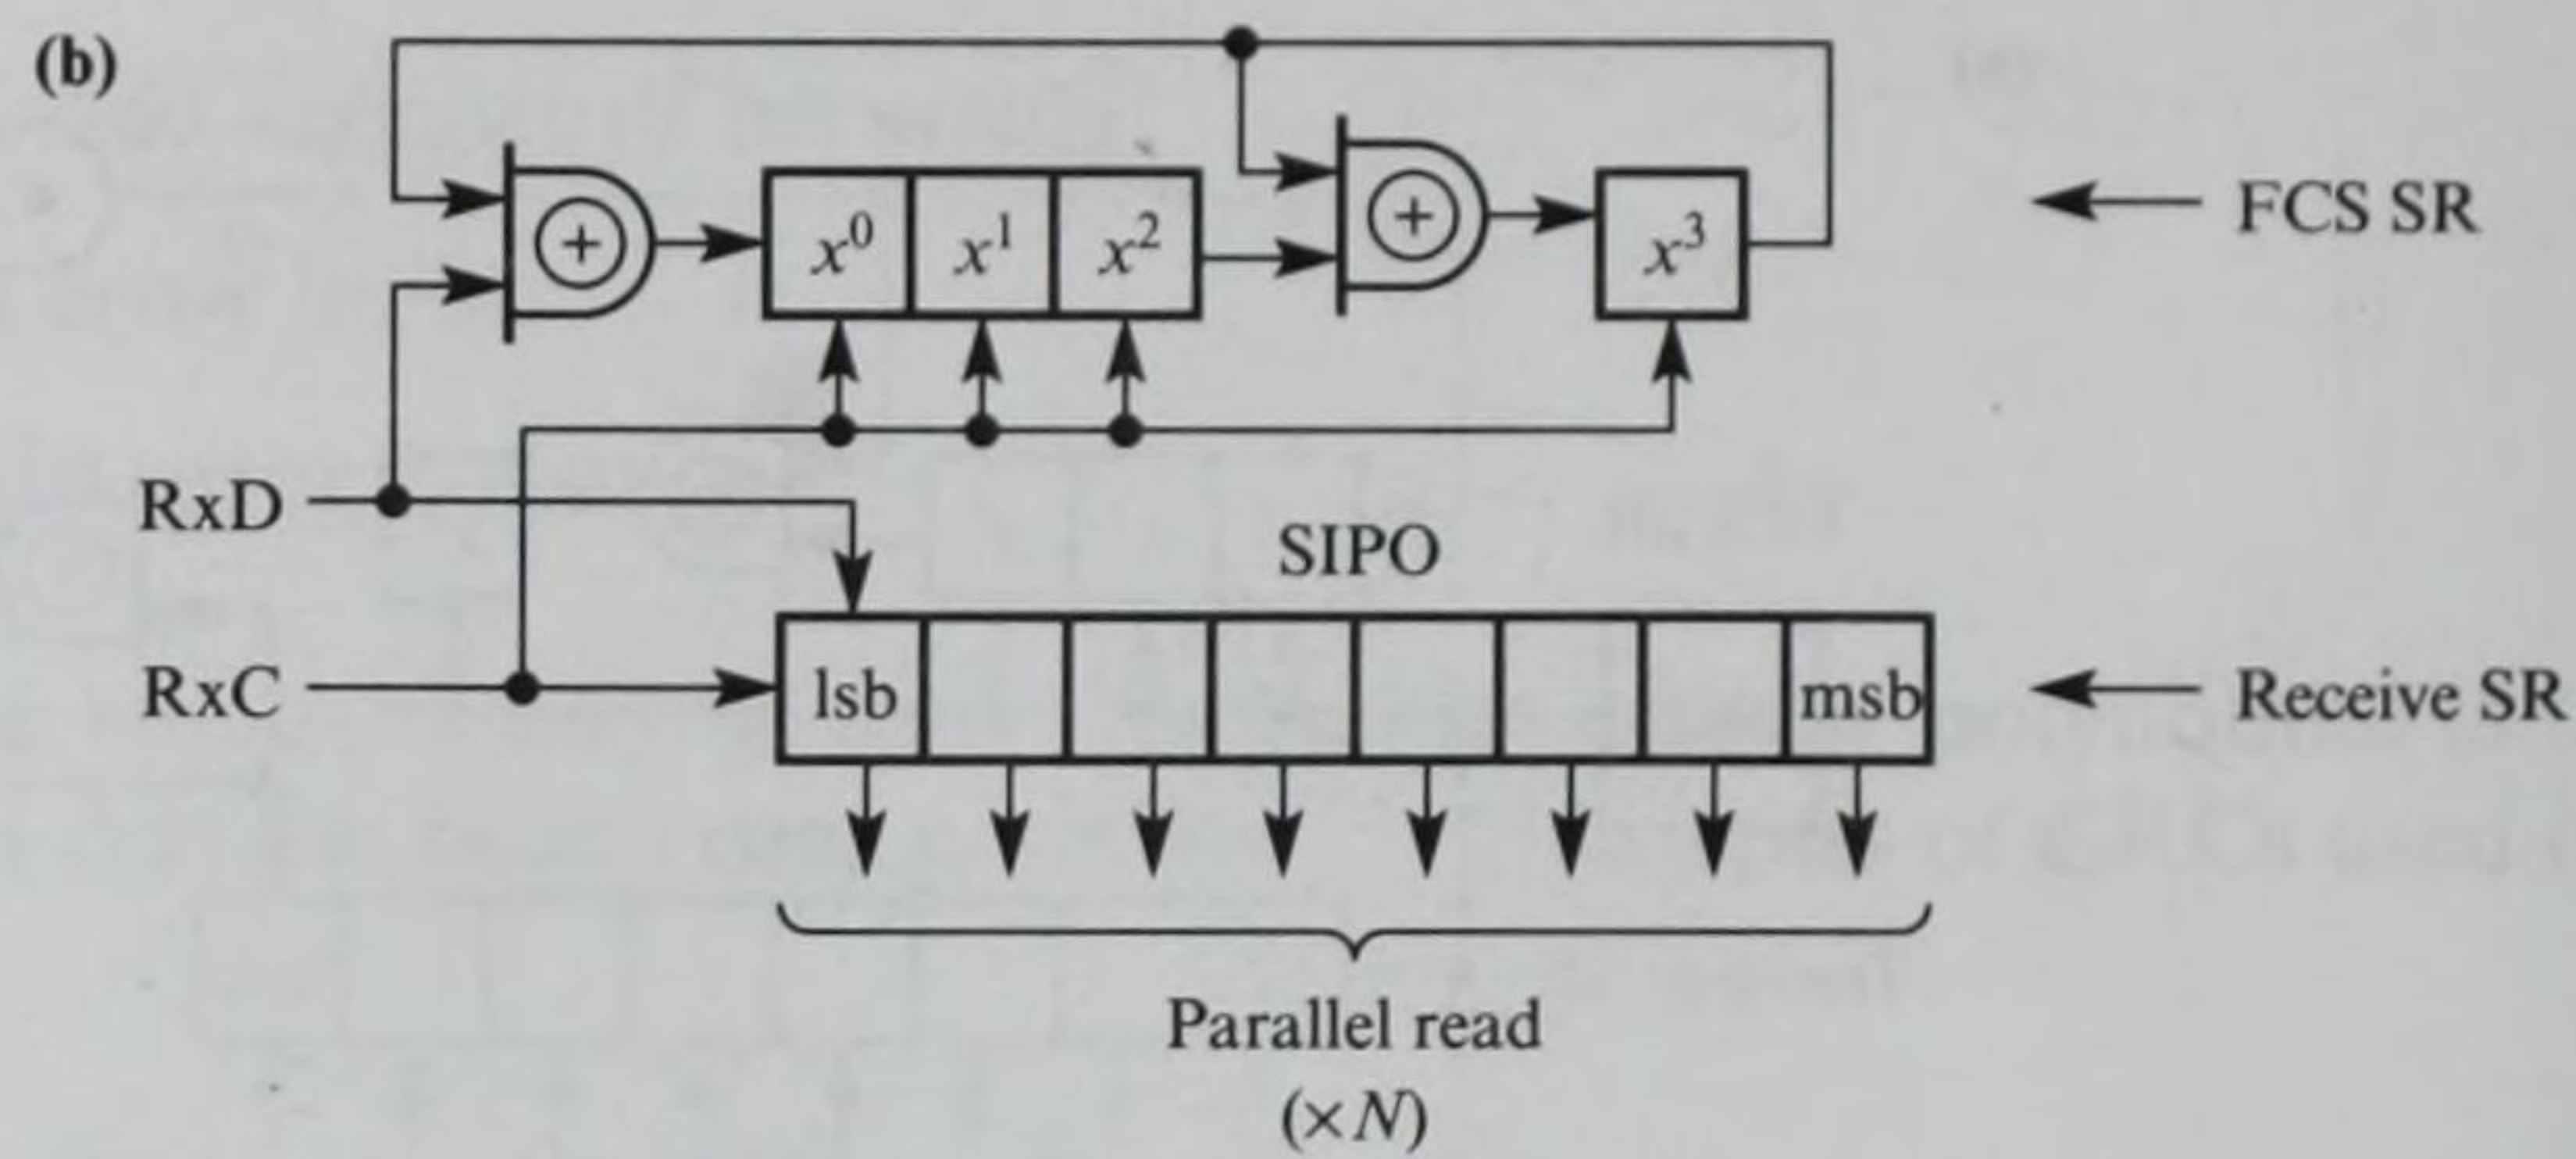 (b)
x⁰ x¹ x² + x³
+
FCS SR
RxD
SIPO
RxC
lsb
msb
Receive SR
Parallel read
(×N)